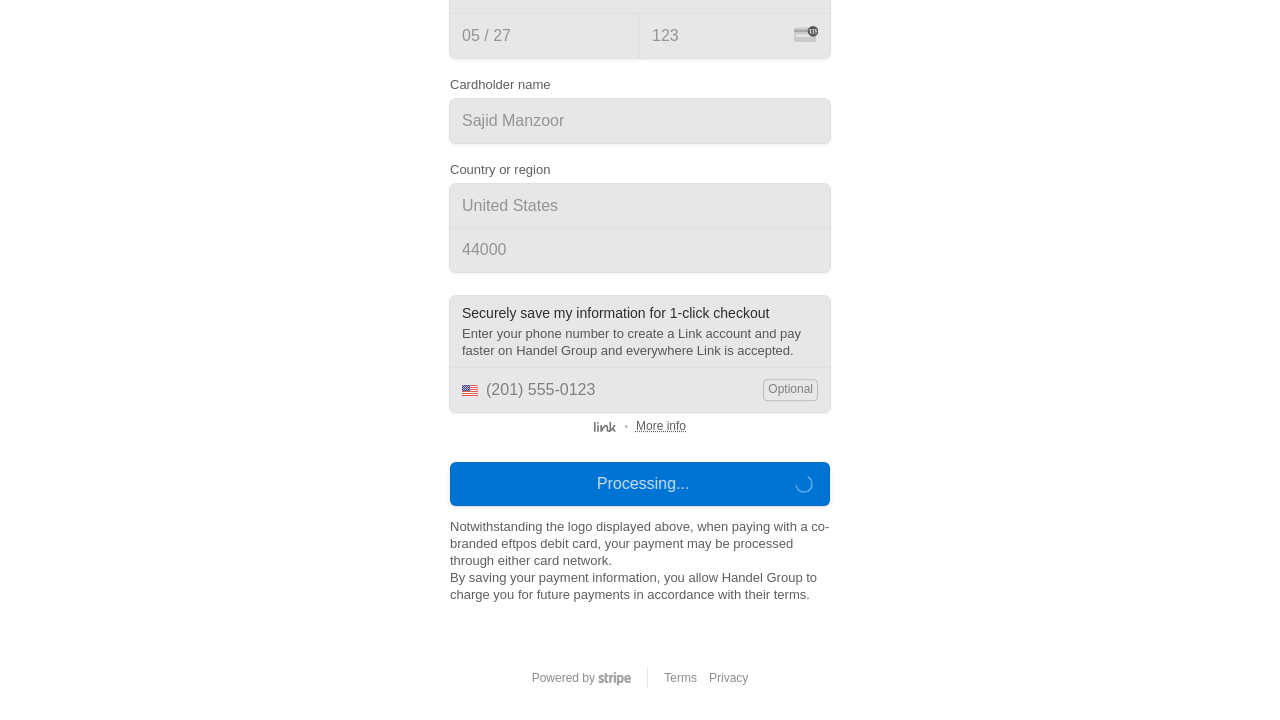 05 / 27
123
Cardholder name
Sajid Manzoor
Country or region
United States
44000
Securely save my information for 1-click checkout
Enter your phone number to create a Link account and pay
faster on Handel Group and everywhere Link is accepted.
(201) 555-0123
Optional
link • More info
Processing...
Notwithstanding the logo displayed above, when paying with a co-
branded eftpos debit card, your payment may be processed
through either card network.
By saving your payment information, you allow Handel Group to
charge you for future payments in accordance with their terms.
Powered by stripe
Terms Privacy